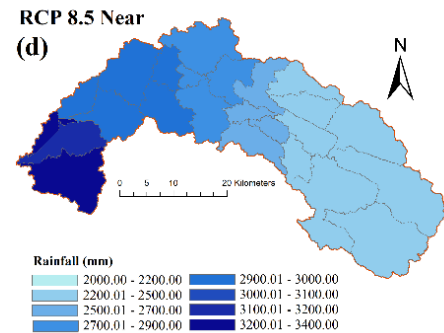 RCP 8.5 Near
(d)
N
0 5 10 20 Kilometers
Rainfall (mm)
2000.00 - 2200.00 2900.01 - 3000.00
2200.01 - 2500.00 3000.01 - 3100.00
2500.01 - 2700.00 3100.01 - 3200.00
2700.01 - 2900.00 3200.01 - 3400.00